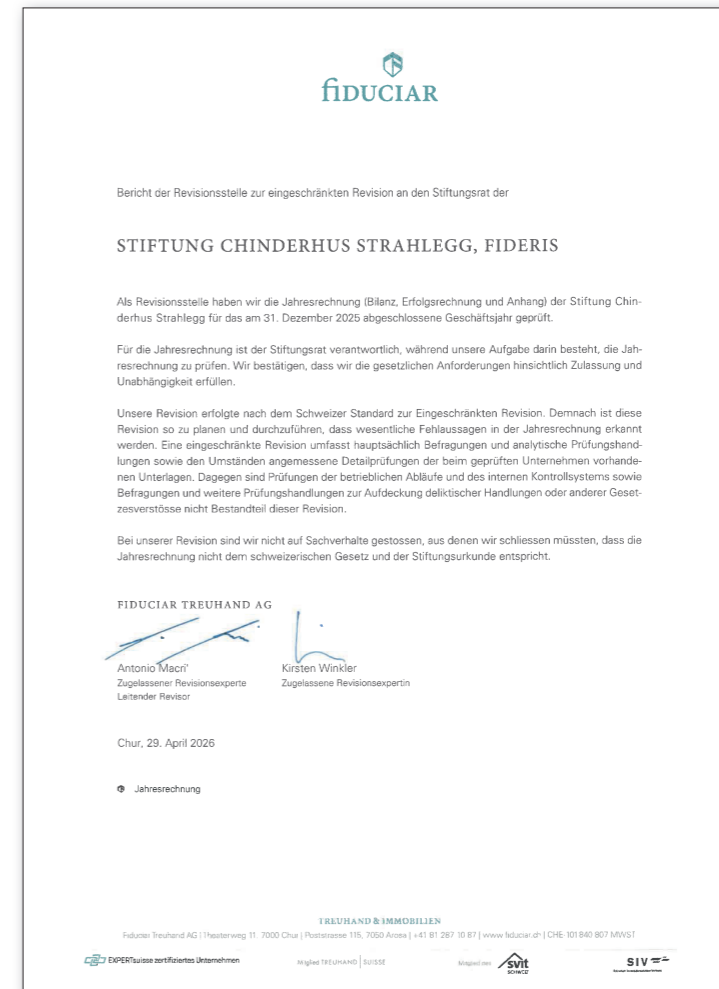 fiDUCIAR
Bericht der Revisionsstelle zur eingeschränkten Revision an den Stiftungsrat der
STIFTUNG CHINDERHUS STRAHLEGG, FIDERIS
Als Revisionsstelle haben wir die Jahresrechnung (Bilanz, Erfolgsrechnung und Anhang) der Stiftung Chin-
derhus Strahlegg für das am 31. Dezember 2025 abgeschlossene Geschäftsjahr geprüft.
Für die Jahresrechnung ist der Stiftungsrat verantwortlich, während unsere Aufgabe darin besteht, die Jah-
resrechnung zu prüfen. Wir bestätigen, dass wir die gesetzlichen Anforderungen hinsichtlich Zulassung und
Unabhängigkeit erfüllen.
Unsere Revision erfolgte nach dem Schweizer Standard zur Eingeschränkten Revision. Demnach ist diese
Revision so zu planen und durchzuführen, dass wesentliche Fehlaussagen in der Jahresrechnung erkannt
werden. Eine eingeschränkte Revision umfasst hauptsächlich Befragungen und analytische Prüfungshand-
lungen sowie den Umständen angemessene Detailprüfungen der beim geprüften Unternehmen vorhande-
nen Unterlagen. Dagegen sind Prüfungen der betrieblichen Abläufe und des internen Kontrollsystems sowie
Befragungen und weitere Prüfungshandlungen zur Aufdeckung deliktischer Handlungen oder anderer Geset-
zesverstösse nicht Bestandteil dieser Revision.
Bei unserer Revision sind wir nicht auf Sachverhalte gestossen, aus denen wir schliessen müssten, dass die
Jahresrechnung nicht dem schweizerischen Gesetz und der Stiftungsurkunde entspricht.
FIDUCIAR TREUHAND AG
Antonio Macri' Kirsten Winkler
Zugelassener Revisionsexperte Zugelassene Revisionsexpertin
Leitender Revisor
Chur, 29. April 2026
Jahresrechnung
TREUHAND & IMMOBILIEN
Fiduciar Treuhand AG | Theaterweg 11, 7000 Chur | Poststrasse 115, 7050 Arosa | +41 81 287 10 87 | www.fiduciar.ch | CHE-101 840 807 MWST
EXPERTsuisse zertifiziertes Unternehmen Mitglied TREUHAND | SUISSE svit SCHWEIZ SIV